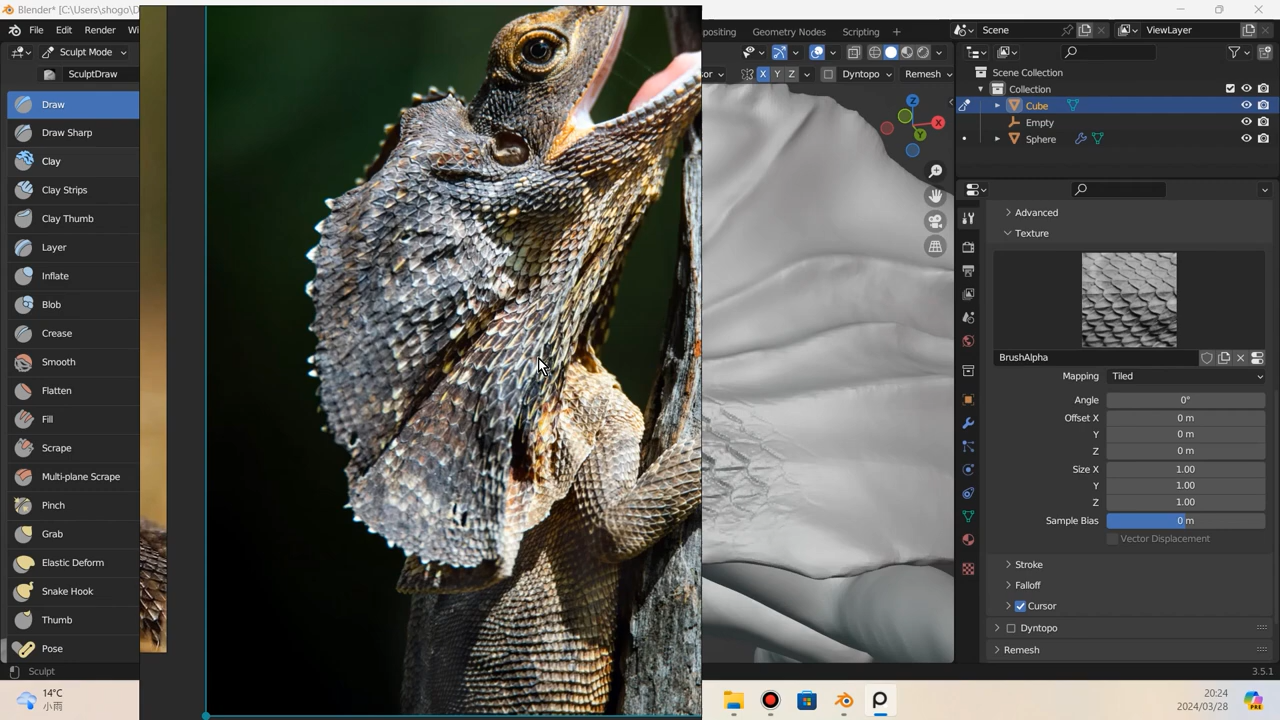 Blender* [C:\Users\shogo\D
File Edit Render Wi
positing Geometry Nodes Scripting +
Scene ViewLayer
Sculpt Mode
SculptDraw
X Y Z Dyntopo Remesh
Draw
Draw Sharp
Clay
Clay Strips
Clay Thumb
Layer
Inflate
Blob
Crease
Smooth
Flatten
Fill
Scrape
Multi-plane Scrape
Pinch
Grab
Elastic Deform
Snake Hook
Thumb
Pose
Sculpt
Z
X
Y
Scene Collection
Collection
Cube
Empty
Sphere
Advanced
Texture
BrushAlpha
Mapping Tiled
Angle 0°
Offset X 0 m
Y 0 m
Z 0 m
Size X 1.00
Y 1.00
Z 1.00
Sample Bias 0 m
Vector Displacement
Stroke
Falloff
Cursor
Dyntopo
Remesh
3.5.1
14°C
小雨
20:24
2024/03/28